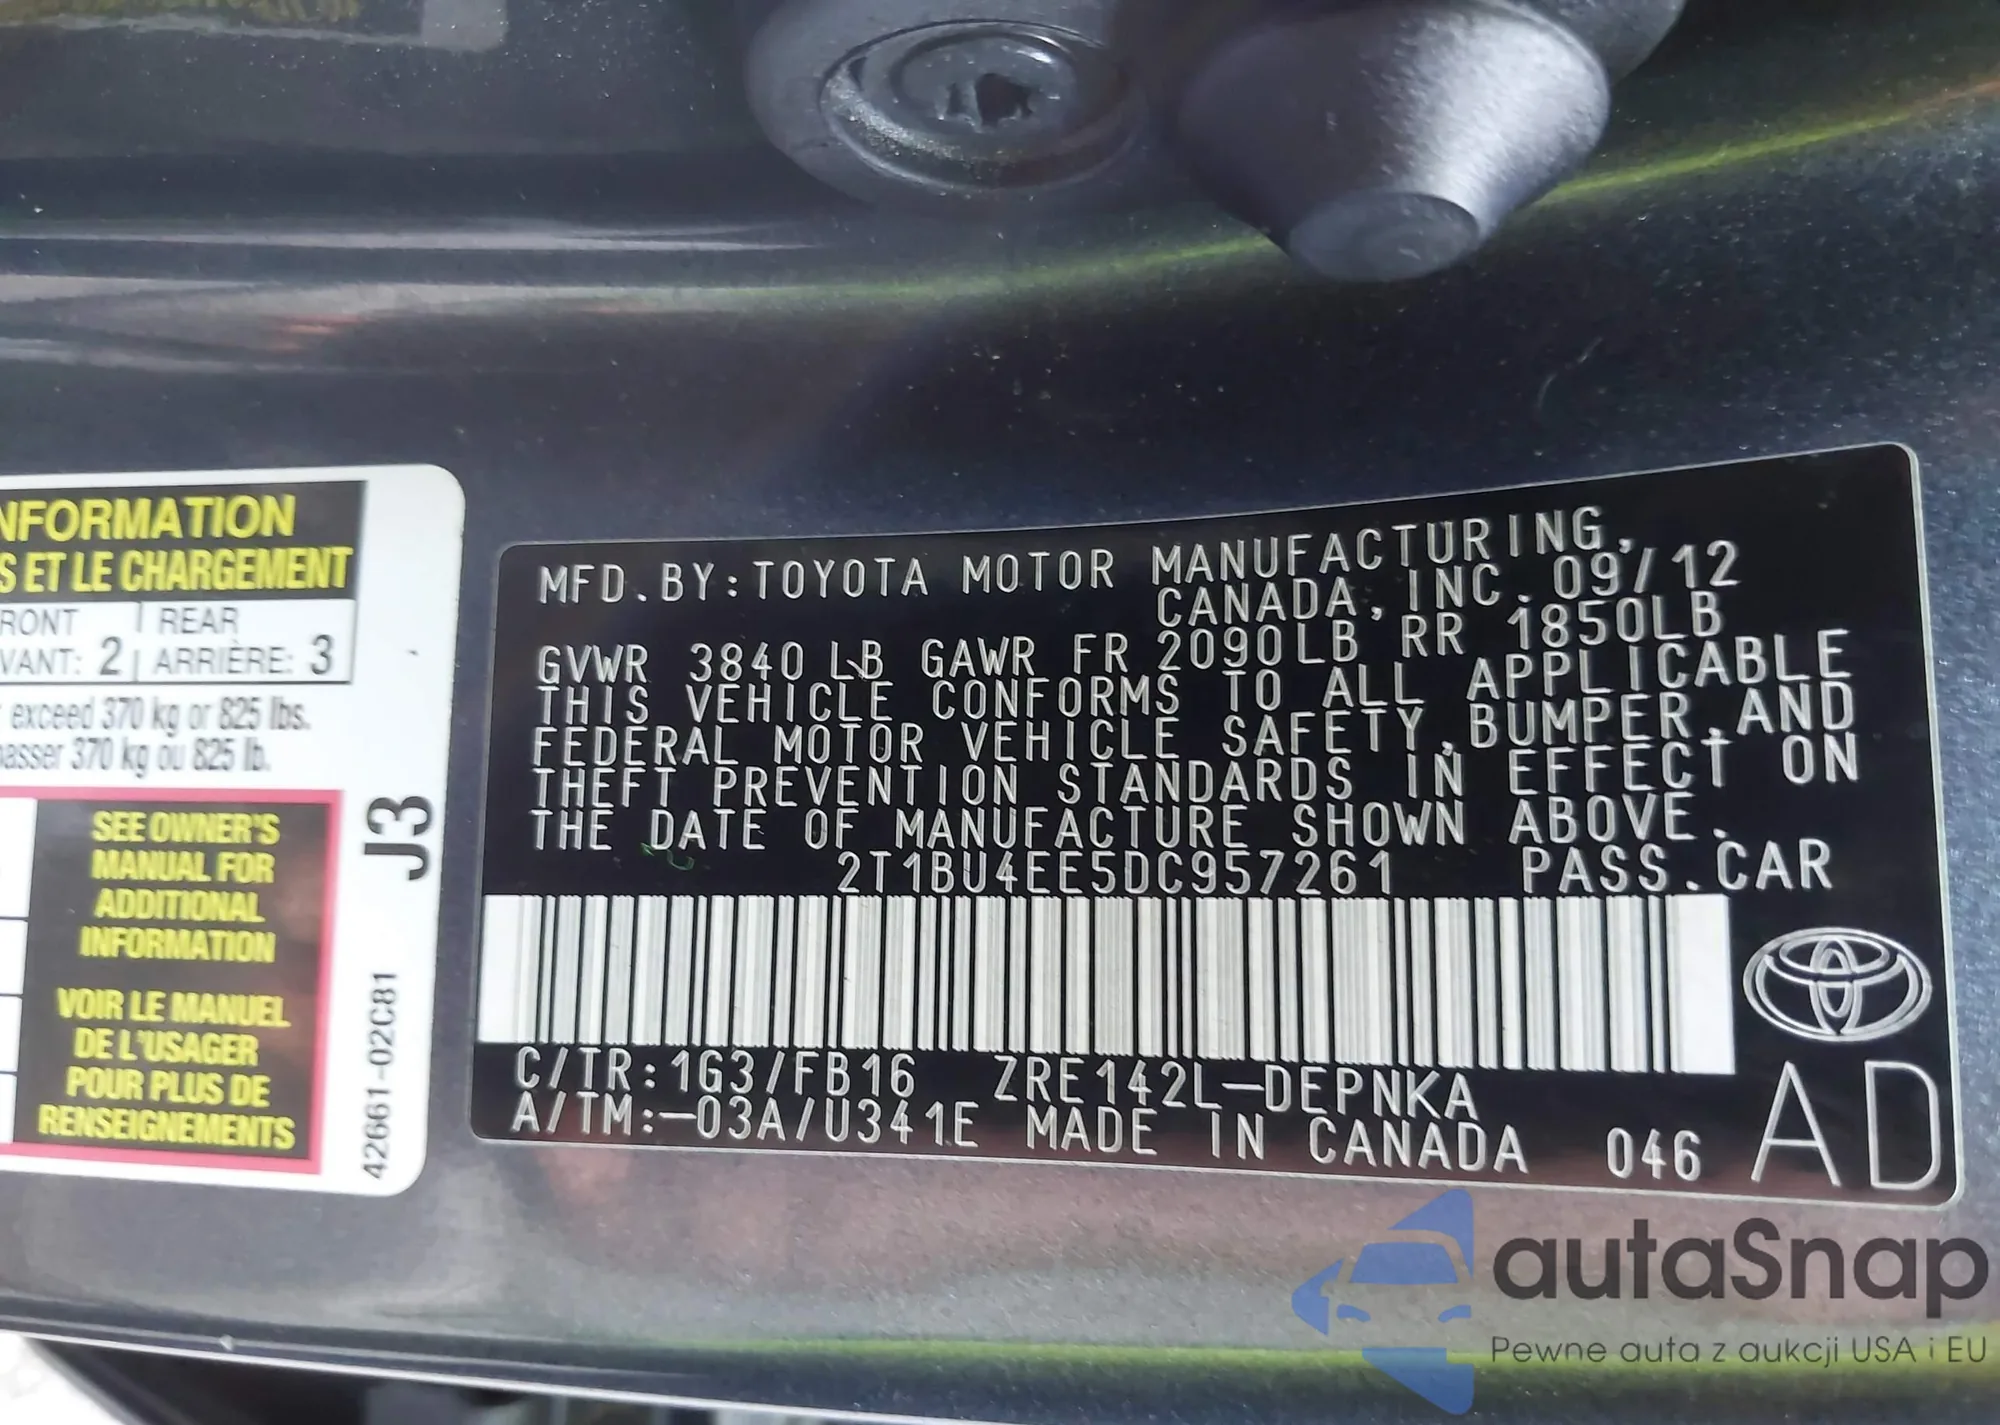 NFORMATION
S ET LE CHARGEMENT
RONT REAR
VANT: 2 ARRIÈRE: 3
exceed 370 kg or 825 lbs.
asser 370 kg ou 825 lb.
SEE OWNER'S
MANUAL FOR
ADDITIONAL
INFORMATION
VOIR LE MANUEL
DE L'USAGER
POUR PLUS DE
RENSEIGNEMENTS
J3
42661-02C81
MFD.BY:TOYOTA MOTOR MANUFACTURING,
CANADA,INC.09/12
GVWR 3840 LB GAWR FR 2090LB RR 1850LB
THIS VEHICLE CONFORMS TO ALL APPLICABLE
FEDERAL MOTOR VEHICLE SAFETY,BUMPER,AND
THEFT PREVENTION STANDARDS IN EFFECT ON
THE DATE OF MANUFACTURE SHOWN ABOVE.
2T1BU4EE5DC957261 PASS.CAR
C/TR:1G3/FB16 ZRE142L-DEPNKA
A/TM:-03A/U341E MADE IN CANADA 046
AD
autaSnap
Pewne auta z aukcji USA i EU